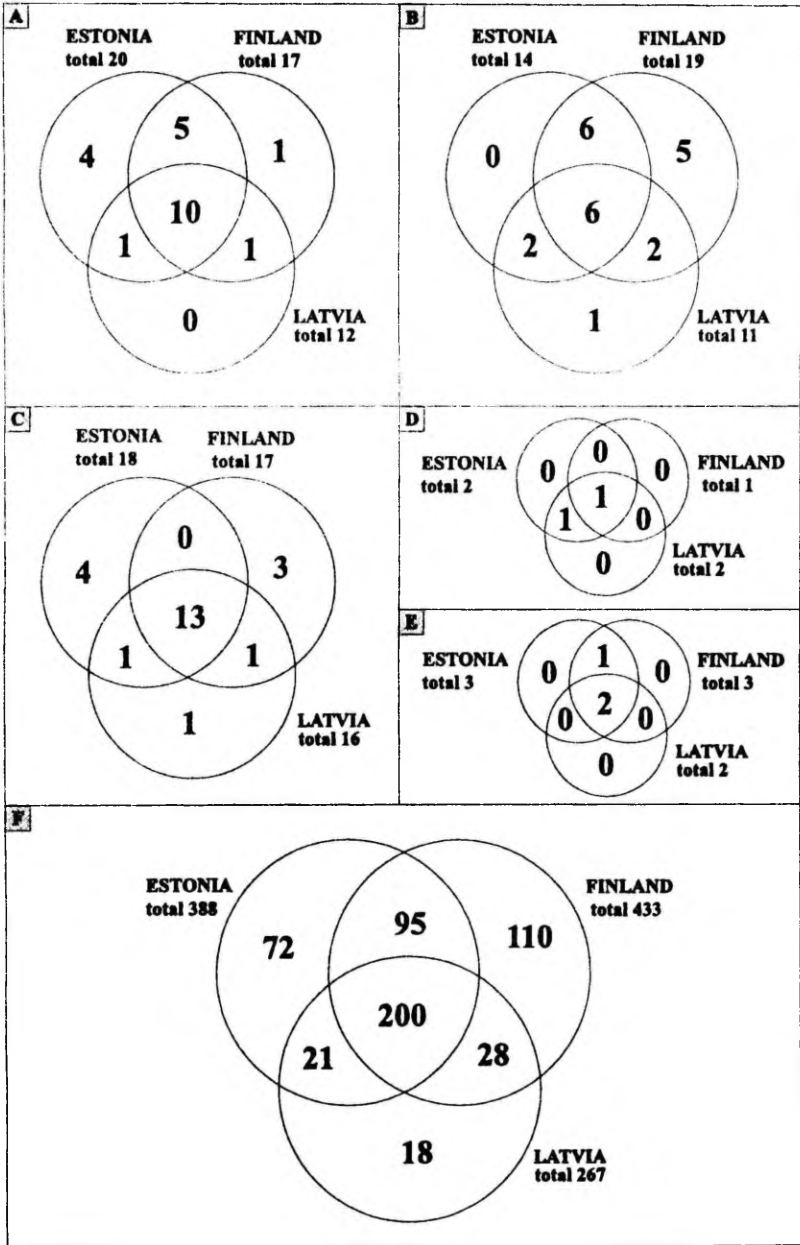 A
ESTONIA
total 20
FINLAND
total 17
4
5
1
10
1
1
0
LATVIA
total 12
B
ESTONIA
total 14
FINLAND
total 19
0
6
5
6
2
2
1
LATVIA
total 11
C
ESTONIA
total 18
FINLAND
total 17
4
0
3
13
1
1
1
LATVIA
total 16
D
ESTONIA
total 2
FINLAND
total 1
0
0
0
1
1
0
0
LATVIA
total 2
E
ESTONIA
total 3
FINLAND
total 3
0
1
0
2
0
0
0
LATVIA
total 2
F
ESTONIA
total 388
FINLAND
total 433
72
95
110
200
21
28
18
LATVIA
total 267